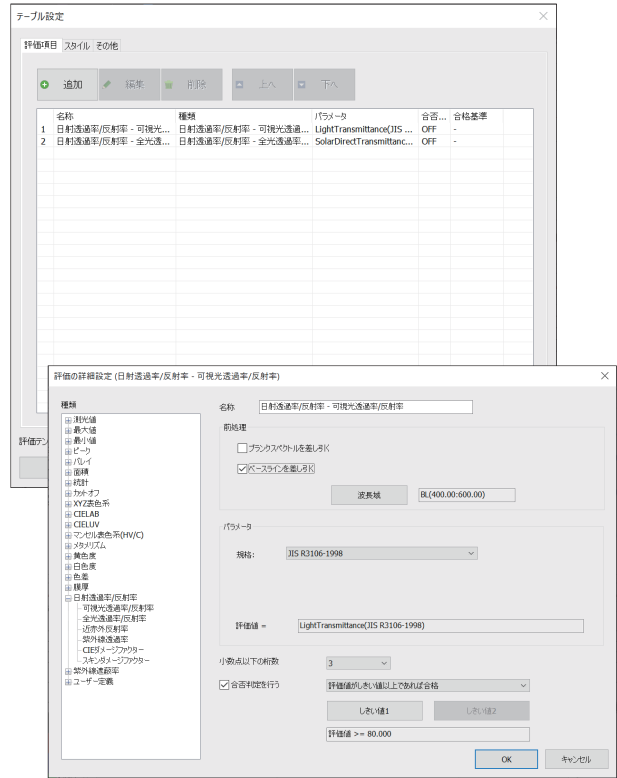 テーブル設定
評価項目 スタイル その他
追加 編集 削除 上へ 下へ
名称 種類 パラメータ 合否... 合格基準
1 日射透過率/反射率 - 可視光... 日射透過率/反射率 - 可視光透過... LightTransmittance(JIS ... OFF -
2 日射透過率/反射率 - 全光透... 日射透過率/反射率 - 全光透過率... SolarDirectTransmittanc... OFF -
評価テン
評価の詳細設定 (日射透過率/反射率 - 可視光透過率/反射率)
種類
測光値
最大値
最小値
ピーク
バレイ
面積
統計
カットオフ
XYZ表色系
CIELAB
CIELUV
マンセル表色系(HV/C)
メタメリズム
黄色度
白色度
色差
膜厚
日射透過率/反射率
可視光透過率/反射率
全光透過率/反射率
近赤外反射率
紫外線透過率
CIEダメージファクター
スキンダメージファクター
紫外線遮蔽率
ユーザー定義
名称 日射透過率/反射率 - 可視光透過率/反射率
前処理
ブランクスペクトルを差し引く
ベースラインを差し引く
波長域 BL(400.00:600.00)
パラメータ
規格: JIS R3106-1998
評価値 = LightTransmittance(JIS R3106-1998)
小数点以下の桁数 3
合否判定を行う 評価値がしきい値以上であれば合格
しきい値1 しきい値2
評価値 >= 80.000
OK キャンセル